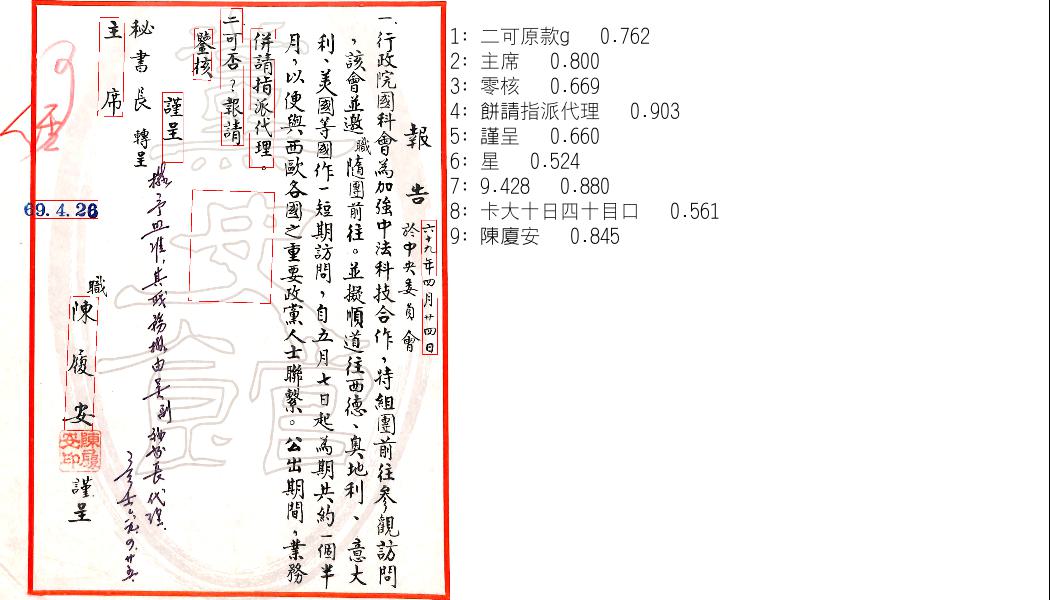 報告
六十九年四月廿四日
於中央委員會
一、行政院國科會為加強中法科技合作，特組團前往參觀訪問
，該會並邀職隨團前往。並擬順道往西德、奧地利、意大
利、美國等國作一短期訪問，自五月七日起為期共約一個半
月，以便與西歐各國之重要政黨人士聯繫。公出期間，業務
併請指派代理。
二可否？報請
鑒核
謹呈
秘書長 轉呈
主席
職 陳履安 謹呈
陳履安印
擬予照准，其職務擬由吳副秘書長代理
69.4.26
可
1: 二可原款g 0.762
2: 主席 0.800
3: 零核 0.669
4: 餅請指派代理 0.903
5: 謹呈 0.660
6: 星 0.524
7: 9.428 0.880
8: 卡大十日四十目口 0.561
9: 陳廈安 0.845